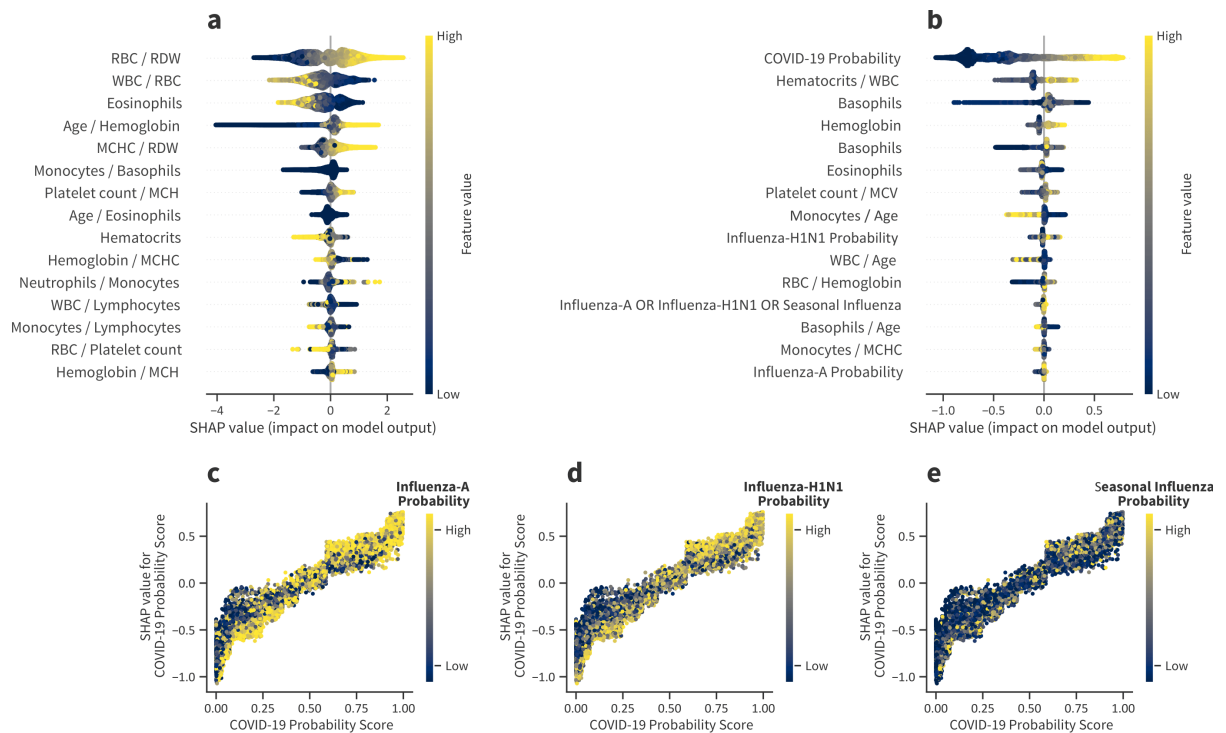 a
RBC / RDW
WBC / RBC
Eosinophils
Age / Hemoglobin
MCHC / RDW
Monocytes / Basophils
Platelet count / MCH
Age / Eosinophils
Hematocrits
Hemoglobin / MCHC
Neutrophils / Monocytes
WBC / Lymphocytes
Monocytes / Lymphocytes
RBC / Platelet count
Hemoglobin / MCH
−4 −2 0 2
SHAP value (impact on model output)
High
Feature value
Low
b
COVID-19 Probability
Hematocrits / WBC
Basophils
Hemoglobin
Basophils
Eosinophils
Platelet count / MCV
Monocytes / Age
Influenza-H1N1 Probability
WBC / Age
RBC / Hemoglobin
Influenza-A OR Influenza-H1N1 OR Seasonal Influenza
Basophils / Age
Monocytes / MCHC
Influenza-A Probability
−1.0 −0.5 0.0 0.5
SHAP value (impact on model output)
High
Feature value
Low
c
Influenza-A
Probability
High
Low
SHAP value for
COVID-19 Probability Score
0.5
0.0
−0.5
−1.0
0.00 0.25 0.50 0.75 1.00
COVID-19 Probability Score
d
Influenza-H1N1
Probability
High
Low
SHAP value for
COVID-19 Probability Score
0.5
0.0
−0.5
−1.0
0.00 0.25 0.50 0.75 1.00
COVID-19 Probability Score
e
Seasonal Influenza
Probability
High
Low
SHAP value for
COVID-19 Probability Score
0.5
0.0
−0.5
−1.0
0.00 0.25 0.50 0.75 1.00
COVID-19 Probability Score